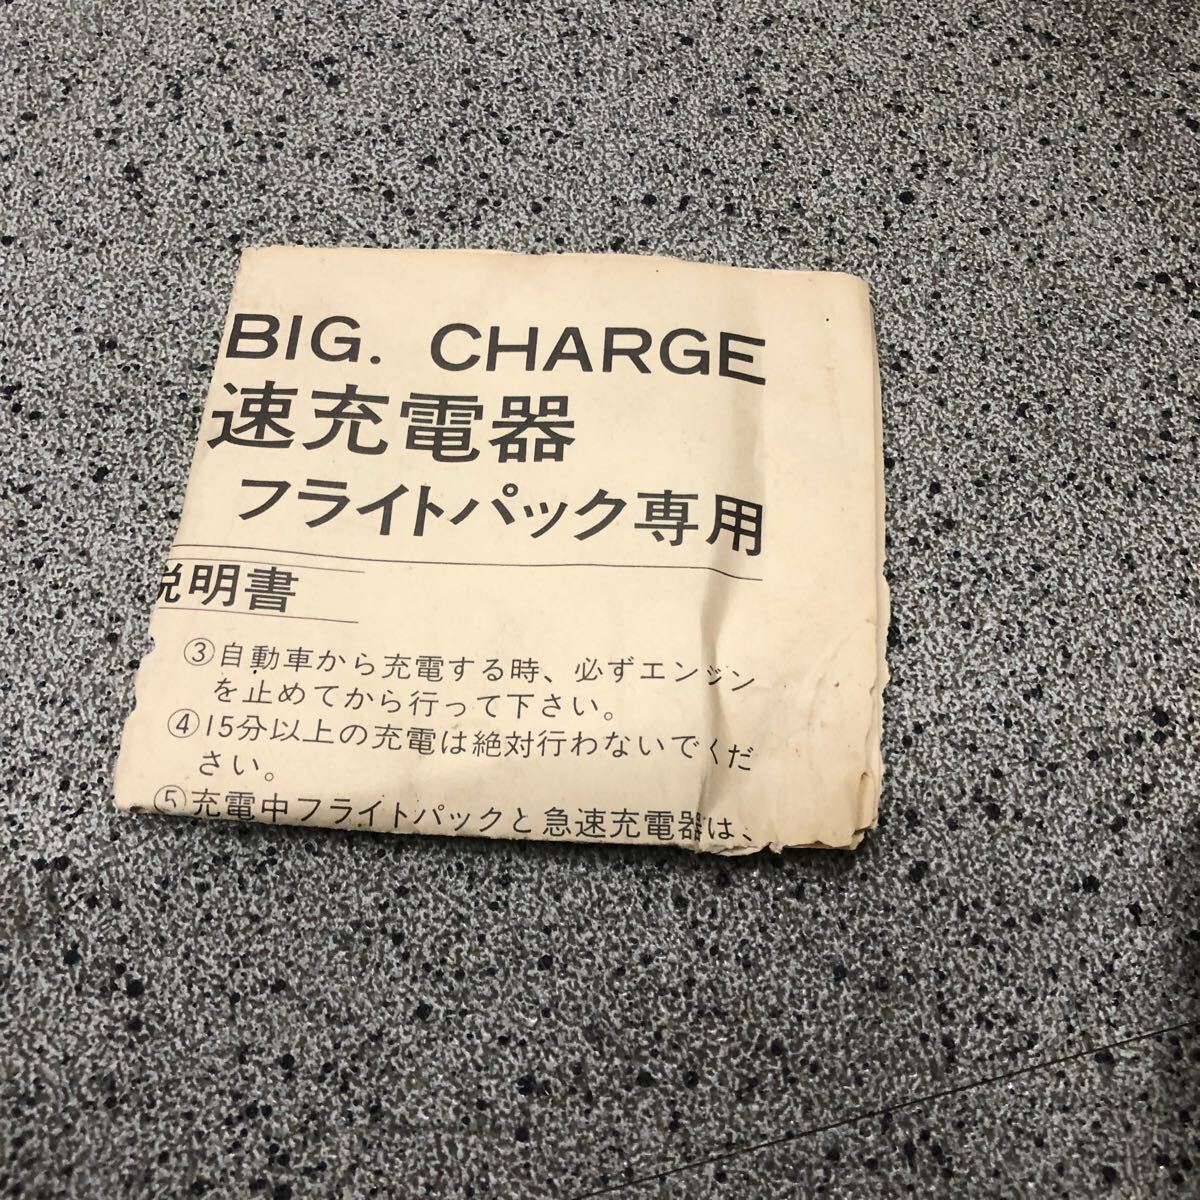 BIG. CHARGE
速充電器
フライトパック専用
説明書
③自動車から充電する時、必ずエンジン
を止めてから行って下さい。
④15分以上の充電は絶対行わないでくだ
さい。
⑤充電中フライトパックと急速充電器は、